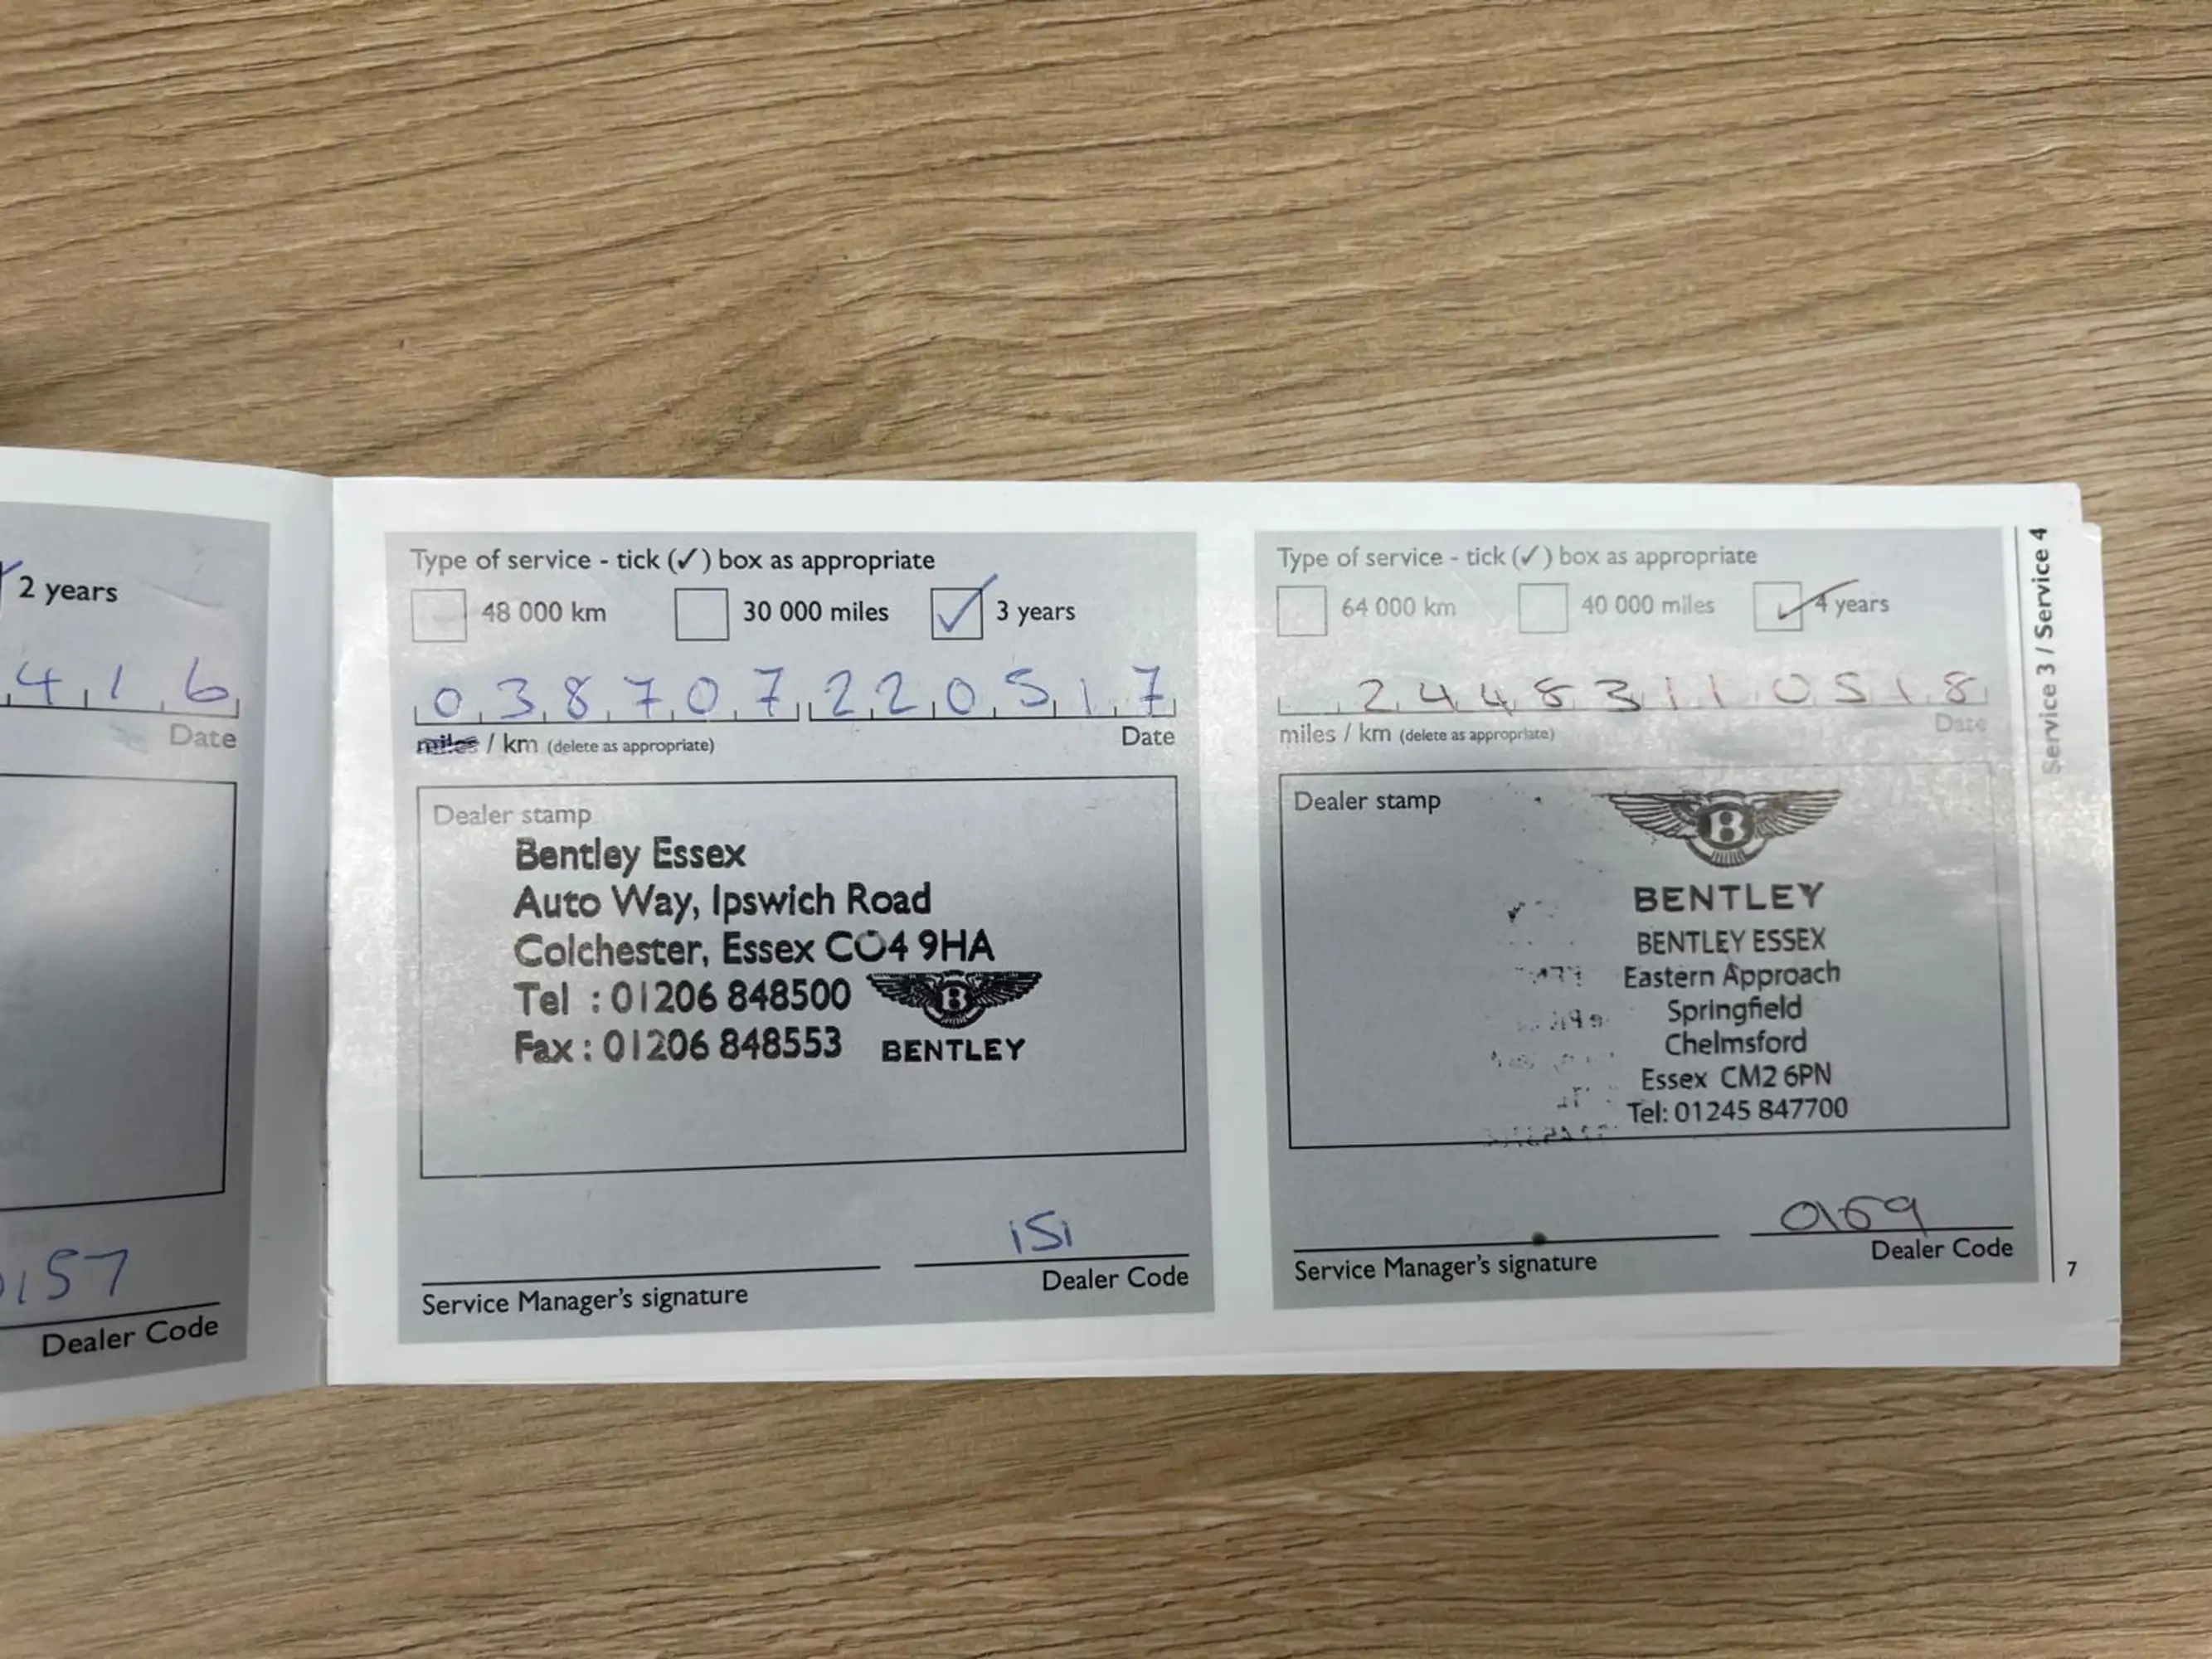 2 years
4 1 6
Date
157
Dealer Code
Type of service - tick (✓) box as appropriate
48 000 km 30 000 miles ✓ 3 years
0 3 8 7 0 7 2 2 0 5 1 7
miles / km (delete as appropriate) Date
Dealer stamp
Bentley Essex
Auto Way, Ipswich Road
Colchester, Essex CO4 9HA
Tel : 01206 848500
Fax : 01206 848553
B
BENTLEY
151
Service Manager's signature Dealer Code
Type of service - tick (✓) box as appropriate
64 000 km 40 000 miles ✓ 4 years
2 4 4 8 3 1 1 0 5 1 8
miles / km (delete as appropriate) Date
Dealer stamp
B
BENTLEY
BENTLEY ESSEX
Eastern Approach
Springfield
Chelmsford
Essex CM2 6PN
Tel: 01245 847700
0169
Service Manager's signature Dealer Code
Service 3 / Service 4
7